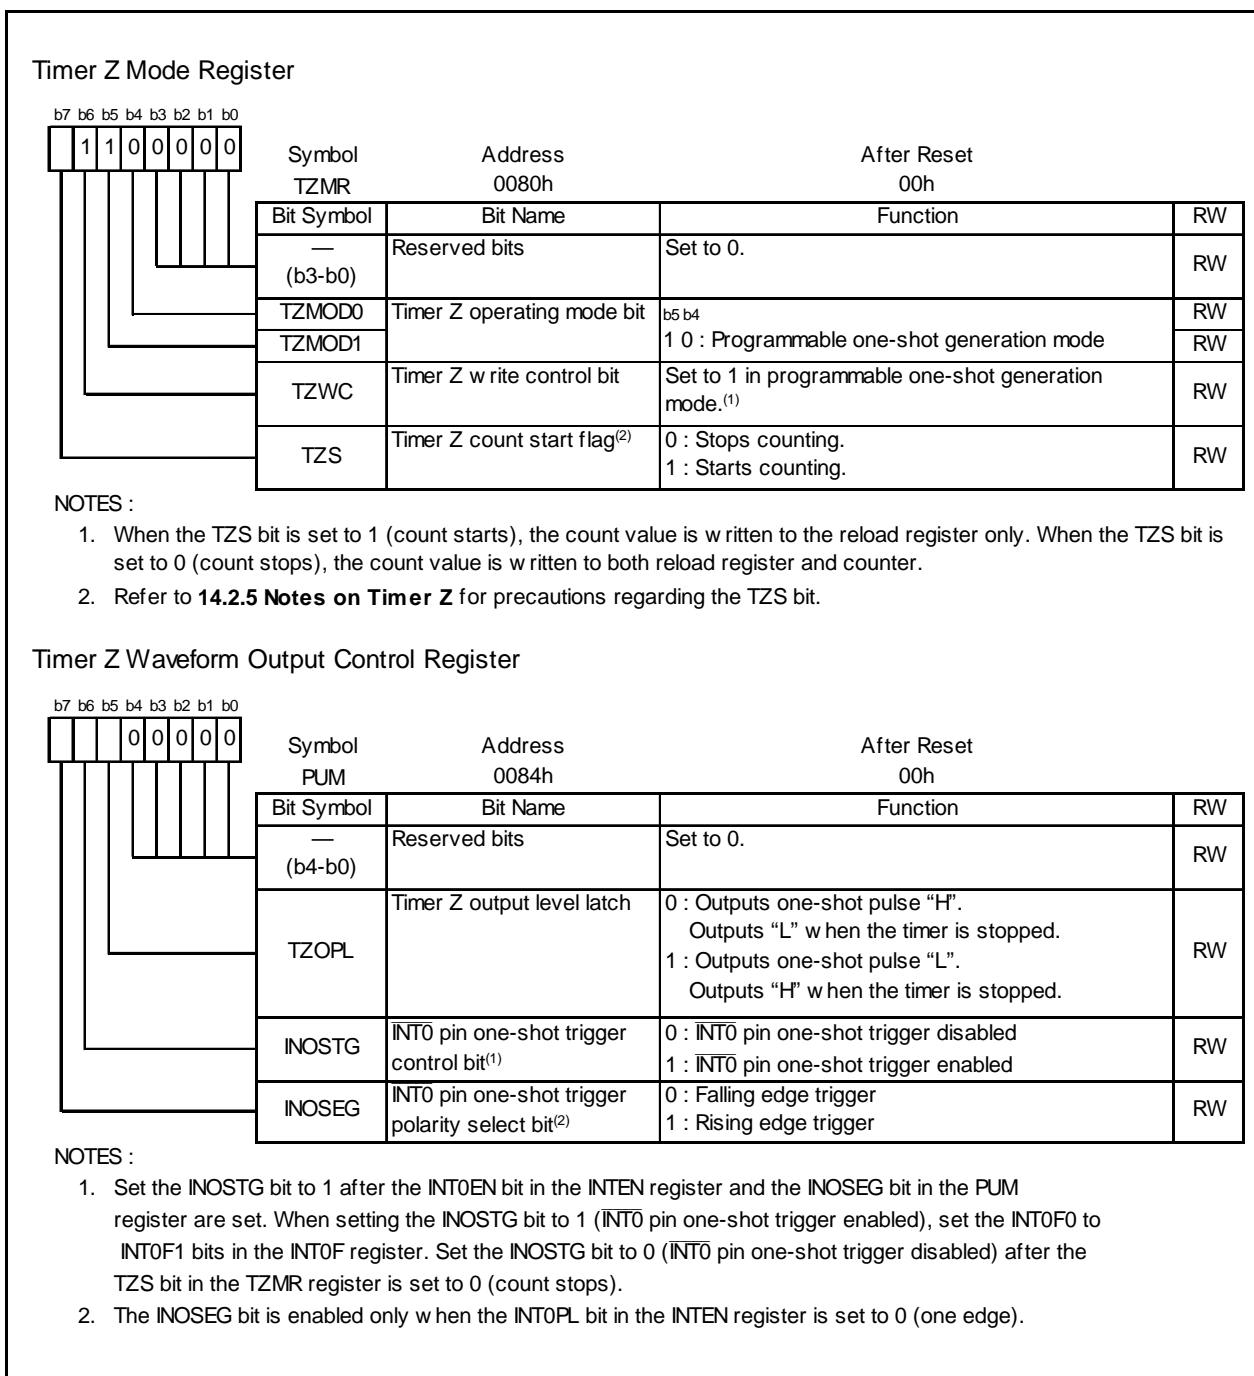 Timer Z Mode Register
b7 b6 b5 b4 b3 b2 b1 b0
1 1 0 0 0 0 0
Symbol Address After Reset
TZMR 0080h 00h
Bit Symbol Bit Name Function RW
— Reserved bits Set to 0. RW
(b3-b0)
TZMOD0 Timer Z operating mode bit b5 b4 RW
TZMOD1 1 0 : Programmable one-shot generation mode RW
TZWC Timer Z w rite control bit Set to 1 in programmable one-shot generation RW
mode.(1)
TZS Timer Z count start flag(2) 0 : Stops counting. RW
1 : Starts counting.
NOTES :
1. When the TZS bit is set to 1 (count starts), the count value is w ritten to the reload register only. When the TZS bit is
set to 0 (count stops), the count value is w ritten to both reload register and counter.
2. Refer to 14.2.5 Notes on Timer Z for precautions regarding the TZS bit.
Timer Z Waveform Output Control Register
b7 b6 b5 b4 b3 b2 b1 b0
0 0 0 0 0
Symbol Address After Reset
PUM 0084h 00h
Bit Symbol Bit Name Function RW
— Reserved bits Set to 0. RW
(b4-b0)
TZOPL Timer Z output level latch 0 : Outputs one-shot pulse “H”. RW
Outputs “L” w hen the timer is stopped.
1 : Outputs one-shot pulse “L”.
Outputs “H” w hen the timer is stopped.
INOSTG INT0 pin one-shot trigger 0 : INT0 pin one-shot trigger disabled RW
control bit(1) 1 : INT0 pin one-shot trigger enabled
INOSEG INT0 pin one-shot trigger 0 : Falling edge trigger RW
polarity select bit(2) 1 : Rising edge trigger
NOTES :
1. Set the INOSTG bit to 1 after the INT0EN bit in the INTEN register and the INOSEG bit in the PUM
register are set. When setting the INOSTG bit to 1 (INT0 pin one-shot trigger enabled), set the INT0F0 to
INT0F1 bits in the INT0F register. Set the INOSTG bit to 0 (INT0 pin one-shot trigger disabled) after the
TZS bit in the TZMR register is set to 0 (count stops).
2. The INOSEG bit is enabled only w hen the INT0PL bit in the INTEN register is set to 0 (one edge).